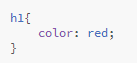 h1{
    color: red;
}